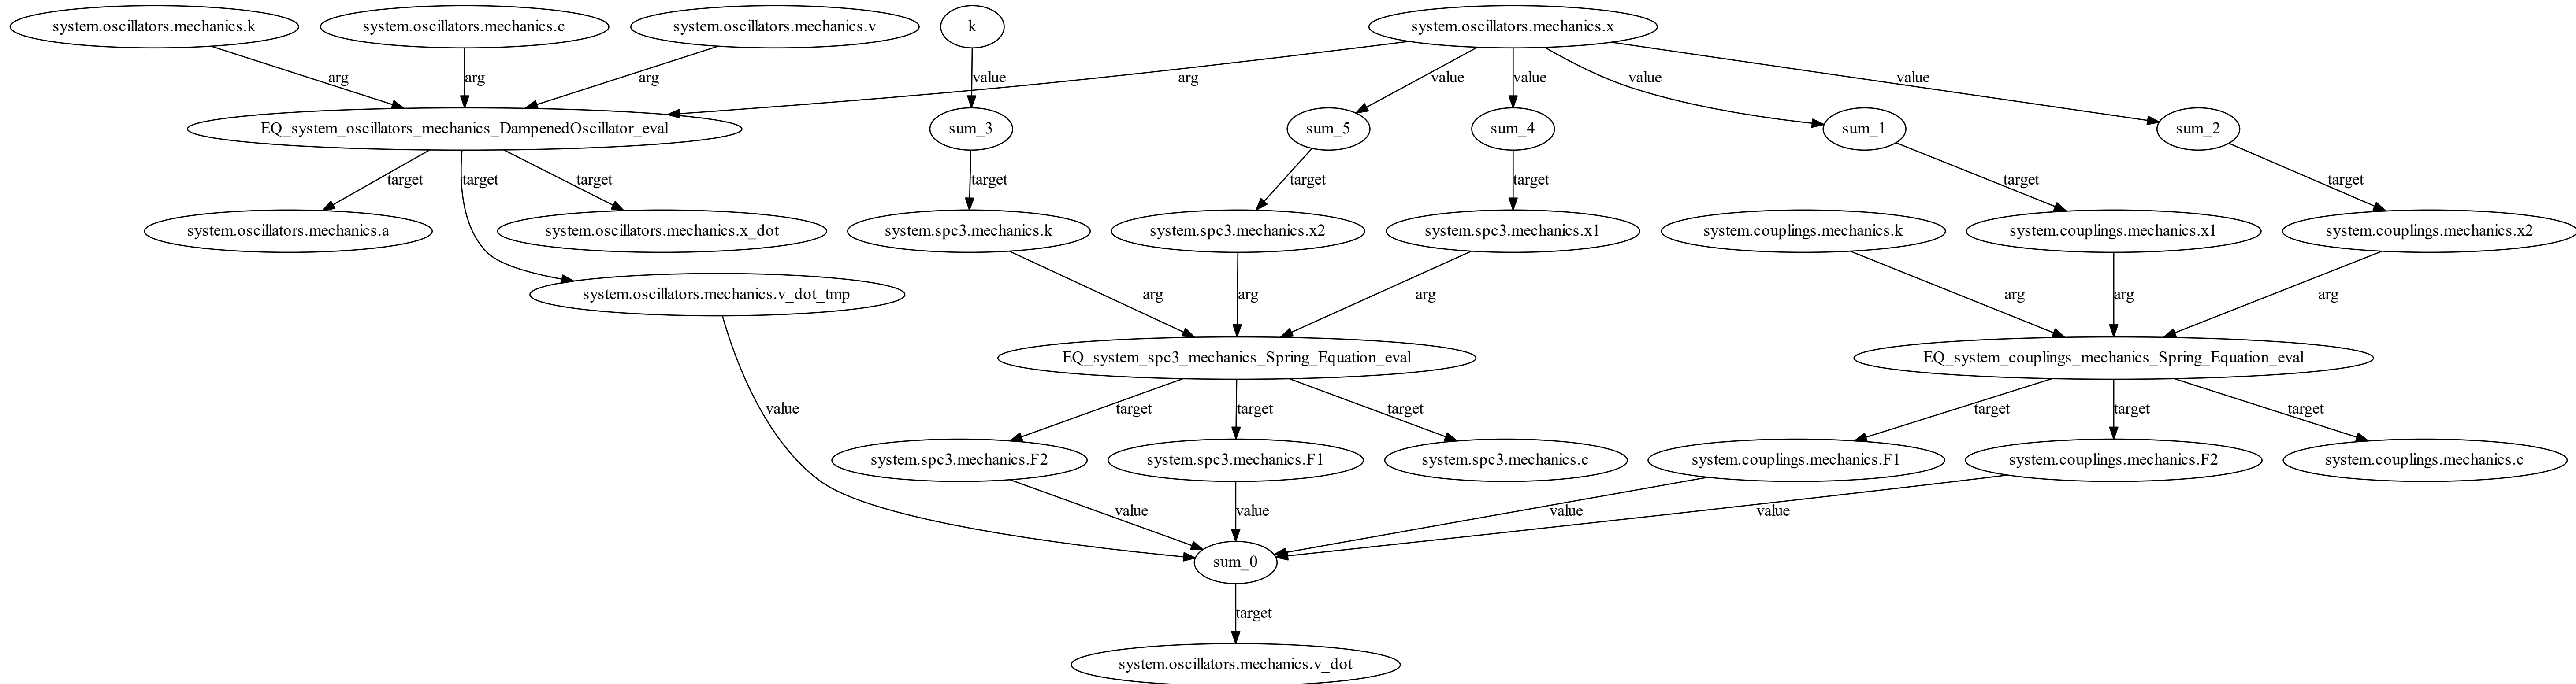 system.oscillators.mechanics.k
system.oscillators.mechanics.c
system.oscillators.mechanics.v
k
system.oscillators.mechanics.x
arg
arg
arg
value
arg
value
value
value
value
EQ_system_oscillators_mechanics_DampenedOscillator_eval
sum_3
sum_5
sum_4
sum_1
sum_2
target
target
target
target
target
target
target
target
system.oscillators.mechanics.a
system.oscillators.mechanics.x_dot
system.spc3.mechanics.k
system.spc3.mechanics.x2
system.spc3.mechanics.x1
system.couplings.mechanics.k
system.couplings.mechanics.x1
system.couplings.mechanics.x2
system.oscillators.mechanics.v_dot_tmp
arg
arg
arg
arg
arg
arg
EQ_system_spc3_mechanics_Spring_Equation_eval
EQ_system_couplings_mechanics_Spring_Equation_eval
value
target
target
target
target
target
target
system.spc3.mechanics.F2
system.spc3.mechanics.F1
system.spc3.mechanics.c
system.couplings.mechanics.F1
system.couplings.mechanics.F2
system.couplings.mechanics.c
value
value
value
value
sum_0
target
system.oscillators.mechanics.v_dot